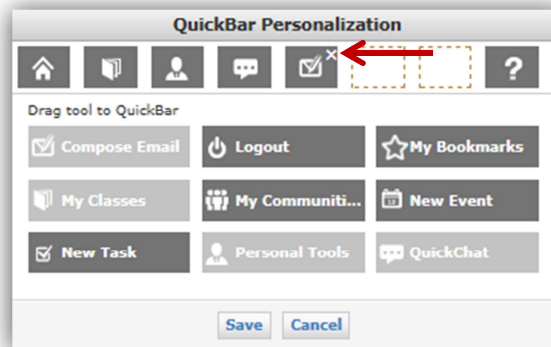 QuickBar Personalization
?
Drag tool to QuickBar
Compose Email
Logout
My Bookmarks
My Classes
My Communiti...
New Event
New Task
Personal Tools
QuickChat
Save
Cancel